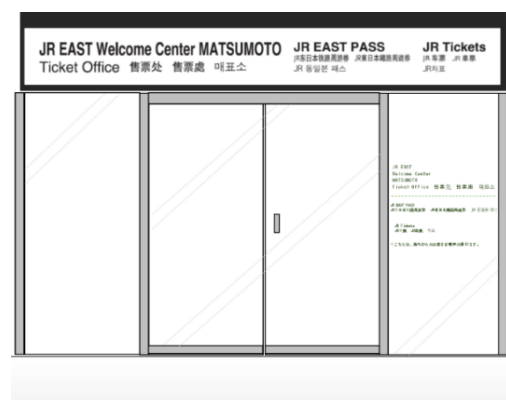 JR EAST Welcome Center MATSUMOTO
Ticket Office 售票处 售票處 매표소
JR EAST PASS
JR东日本铁路周游券 JR東日本鐵路周遊券
JR 동일본 패스
JR Tickets
JR 车票 JR 車票
JR티켓
JR EAST
Welcome Center
MATSUMOTO
Ticket Office 售票处 售票處 매표소
JR EAST PASS
JR Tickets